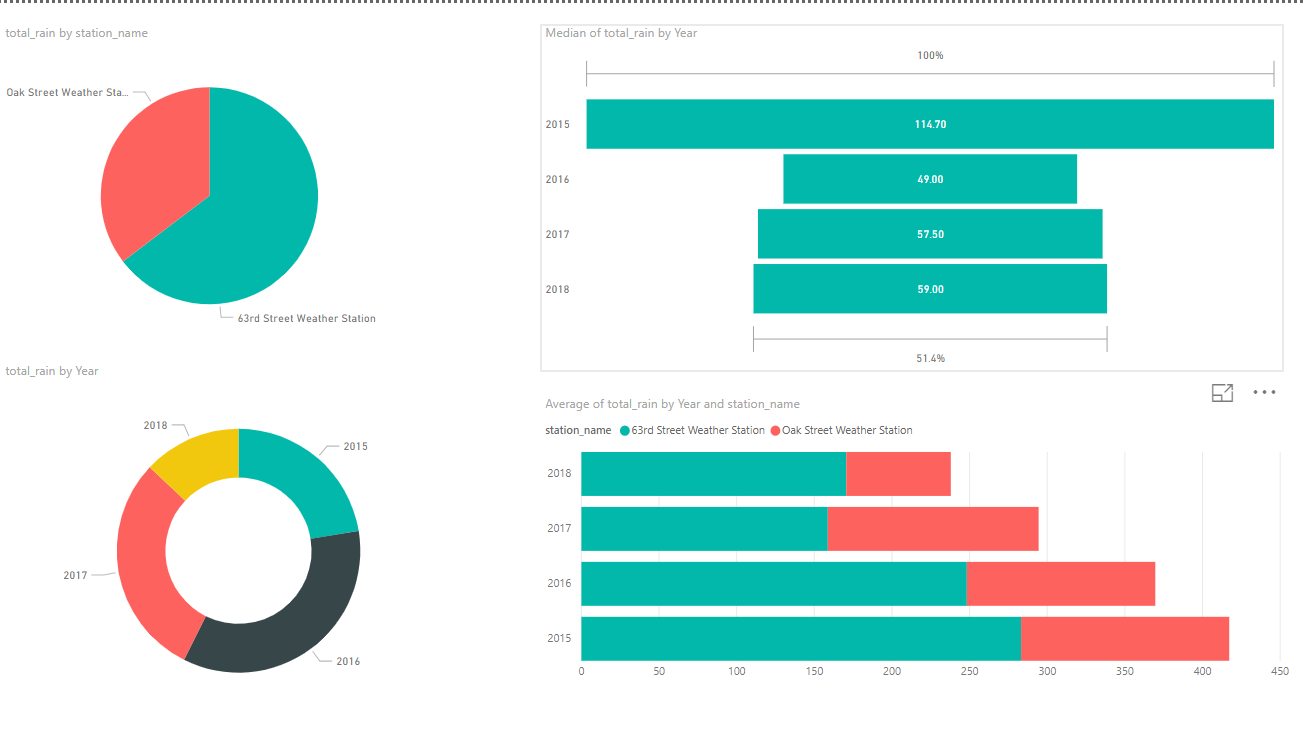 total_rain by station_name
Oak Street Weather Sta...
63rd Street Weather Station
total_rain by Year
2018
2015
2017
2016
Median of total_rain by Year
100%
2015 114.70
2016 49.00
2017 57.50
2018 59.00
51.4%
Average of total_rain by Year and station_name
station_name 63rd Street Weather Station Oak Street Weather Station
2018
2017
2016
2015
0 50 100 150 200 250 300 350 400 450